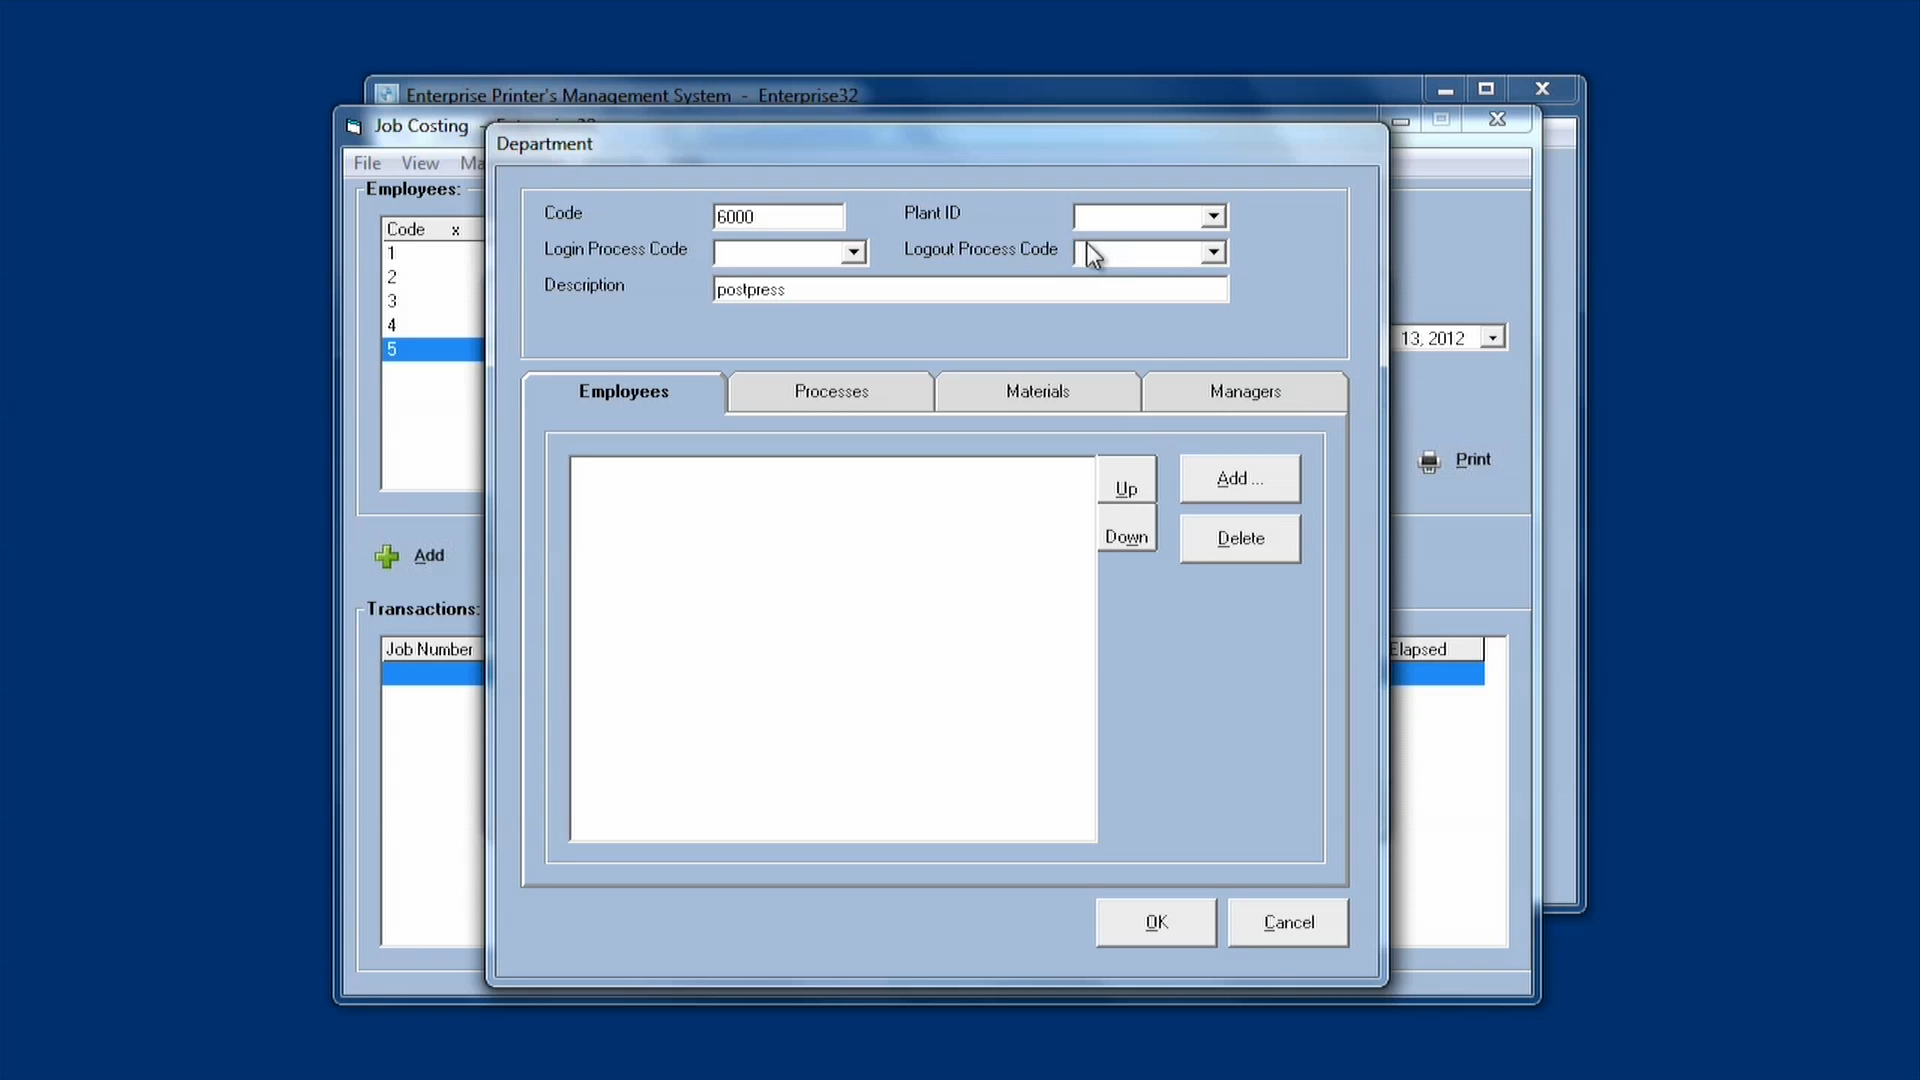 Enterprise Printer's Management System - Enterprise32
Job Costing -
Department
File View
Employees:
Code x
1
2
3
4
5
Code 6000 Plant ID
Login Process Code Logout Process Code
Description postpress
13, 2012
Employees Processes Materials Managers
Up
Down
Add ...
Delete
Print
Add
Transactions:
Job Number
Elapsed
OK Cancel